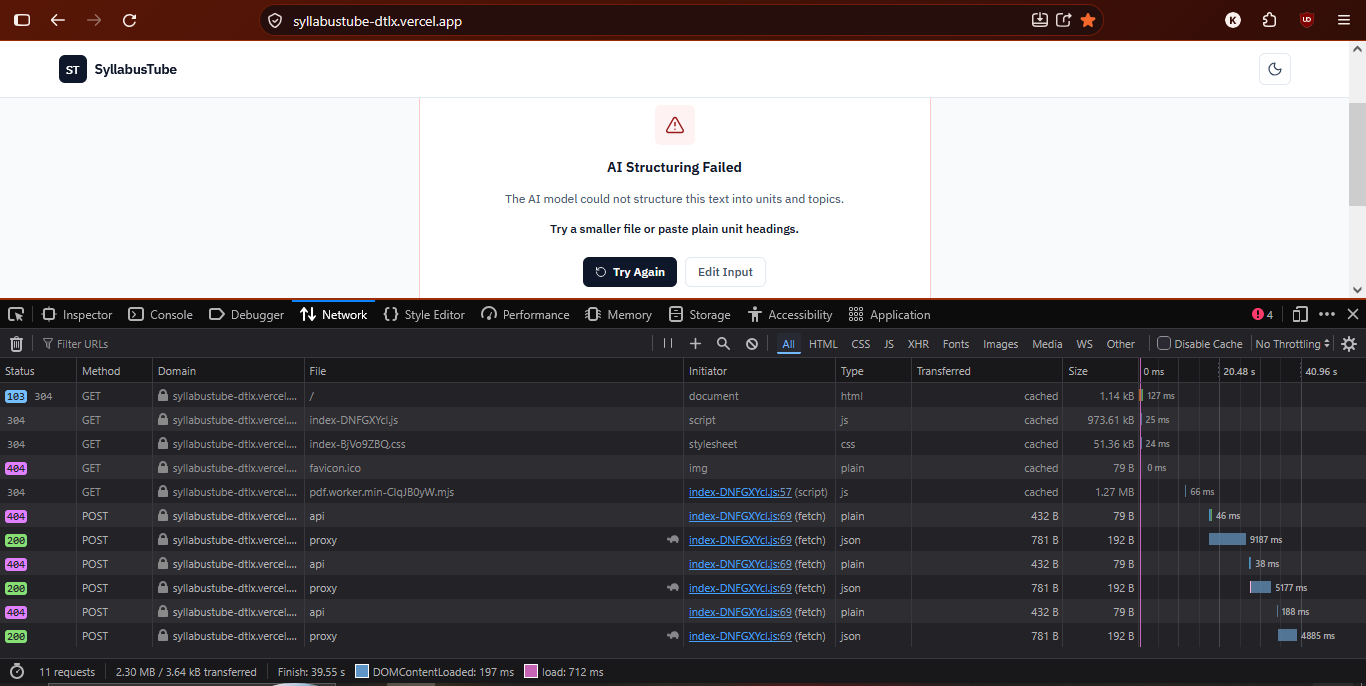 syllabustube-dtlx.vercel.app
K
UD
ST SyllabusTube
AI Structuring Failed
The AI model could not structure this text into units and topics.
Try a smaller file or paste plain unit headings.
Try Again Edit Input
Inspector Console Debugger Network Style Editor Performance Memory Storage Accessibility Application 4
Filter URLs All HTML CSS JS XHR Fonts Images Media WS Other Disable Cache No Throttling
Status Method Domain File Initiator Type Transferred Size 0 ms 20.48 s 40.96 s
103 304 GET syllabustube-dtlx.vercel.... / document html cached 1.14 kB 127 ms
304 GET syllabustube-dtlx.vercel.... index-DNFGXYcl.js script js cached 973.61 kB 25 ms
304 GET syllabustube-dtlx.vercel.... index-BjVo9ZBQ.css stylesheet css cached 51.36 kB 24 ms
404 GET syllabustube-dtlx.vercel.... favicon.ico img plain cached 79 B 0 ms
304 GET syllabustube-dtlx.vercel.... pdf.worker.min-ClqJB0yW.mjs index-DNFGXYcl.js:57 (script) js cached 1.27 MB 66 ms
404 POST syllabustube-dtlx.vercel.... api index-DNFGXYcl.js:69 (fetch) plain 432 B 79 B 46 ms
200 POST syllabustube-dtlx.vercel.... proxy index-DNFGXYcl.js:69 (fetch) json 781 B 192 B 9187 ms
404 POST syllabustube-dtlx.vercel.... api index-DNFGXYcl.js:69 (fetch) plain 432 B 79 B 38 ms
200 POST syllabustube-dtlx.vercel.... proxy index-DNFGXYcl.js:69 (fetch) json 781 B 192 B 5177 ms
404 POST syllabustube-dtlx.vercel.... api index-DNFGXYcl.js:69 (fetch) plain 432 B 79 B 188 ms
200 POST syllabustube-dtlx.vercel.... proxy index-DNFGXYcl.js:69 (fetch) json 781 B 192 B 4885 ms
11 requests 2.30 MB / 3.64 kB transferred Finish: 39.55 s DOMContentLoaded: 197 ms load: 712 ms